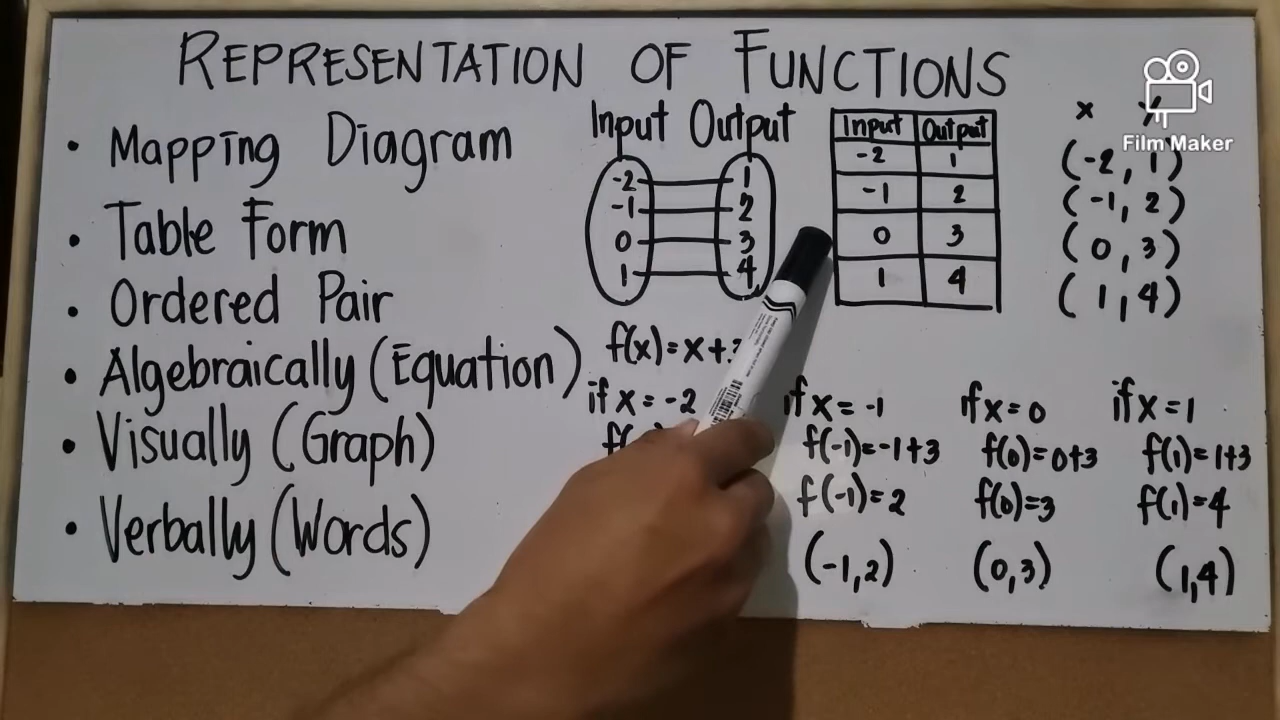 REPRESENTATION OF FUNCTIONS
• Mapping Diagram
• Table Form
• Ordered Pair
• Algebraically (Equation)
• Visually (Graph)
• Verbally (Words)
Input Output
-2 1
-1 2
0 3
1 4
Input Output
-2 1
-1 2
0 3
1 4
x y
(-2, 1)
(-1, 2)
(0, 3)
(1, 4)
Film Maker
f(x)=x+
if x = -2
if x = -1
f(-1)=-1+3
f(-1)=2
(-1,2)
if x=0
f(0)=0+3
f(0)=3
(0,3)
if x=1
f(1)=1+3
f(1)=4
(1,4)